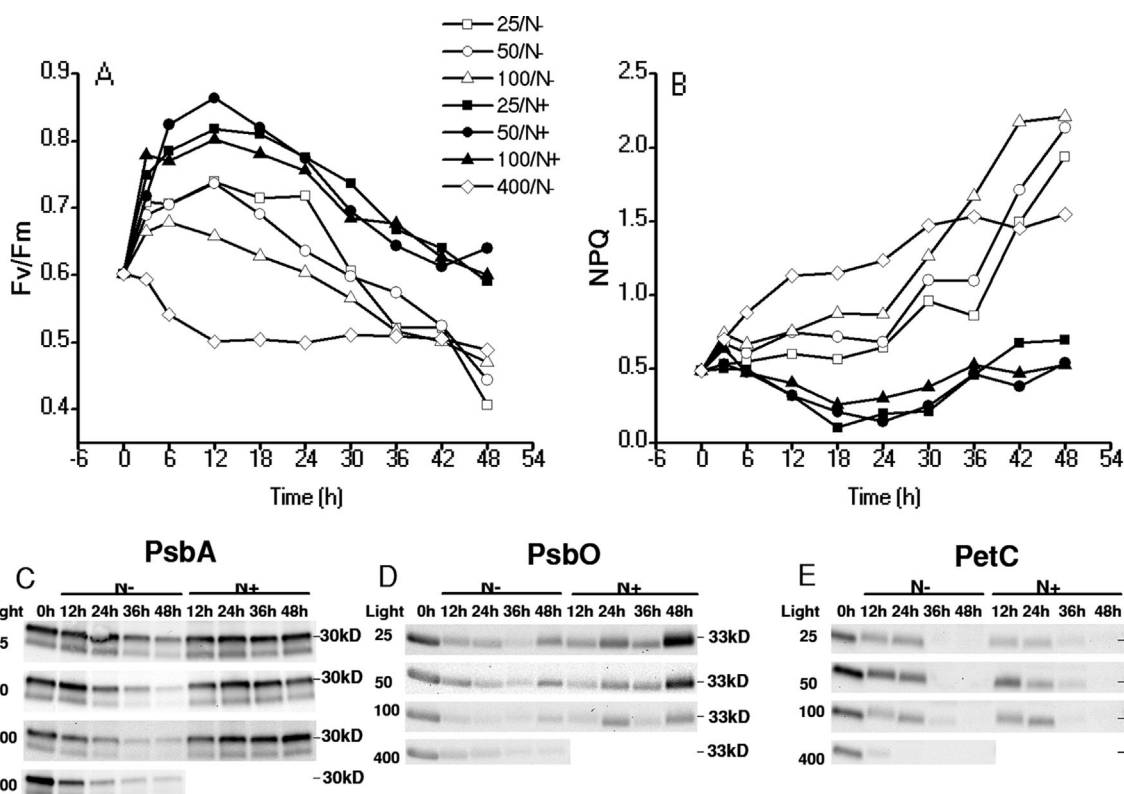 A
Fv/Fm
0.9
0.8
0.7
0.6
0.5
0.4
-6 0 6 12 18 24 30 36 42 48 54
Time (h)
25/N-
50/N-
100/N-
25/N+
50/N+
100/N+
400/N-
B
NPQ
2.5
2.0
1.5
1.0
0.5
0.0
-6 0 6 12 18 24 30 36 42 48 54
Time (h)
PsbA
C N- N+
ght 0h 12h 24h 36h 48h 12h 24h 36h 48h
5 -30kD
0 -30kD
00 -30kD
00 -30kD
PsbO
D N- N+
Light 0h 12h 24h 36h 48h 12h 24h 36h 48h
25 -33kD
50 -33kD
100 -33kD
400 -33kD
PetC
E N- N+
Light 0h 12h 24h 36h 48h 12h 24h 36h 48h
25 -
50 -
100 -
400 -